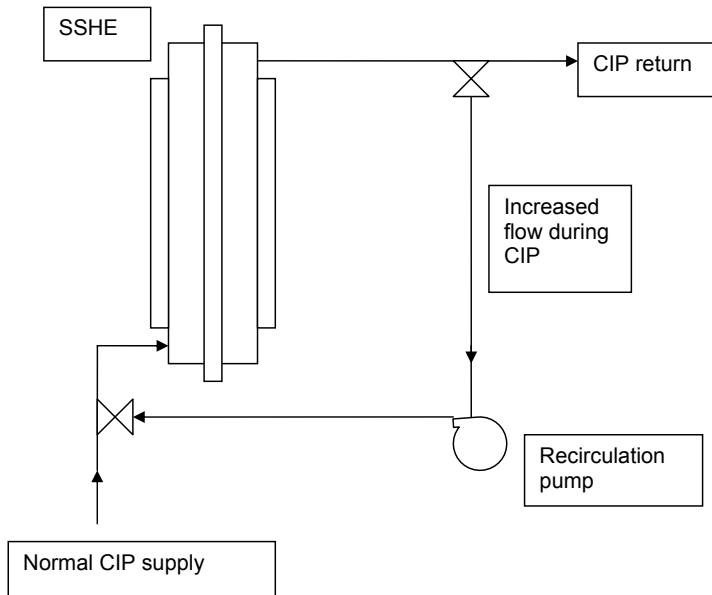 SSHE
CIP return
Increased
flow during
CIP
Recirculation
pump
Normal CIP supply